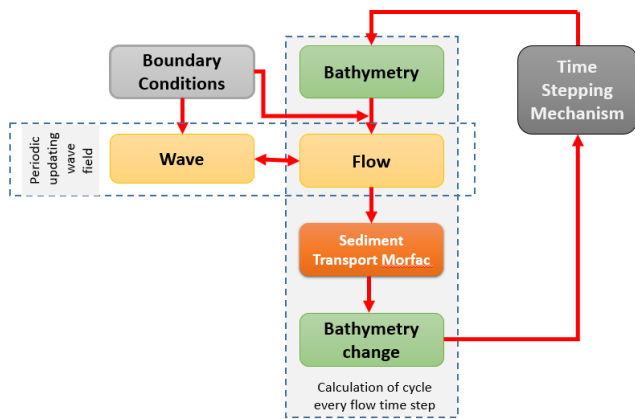 Boundary
Conditions
Bathymetry
Time
Stepping
Mechanism
Periodic
updating
wave
field
Wave
Flow
Sediment
Transport Morfac
Bathymetry
change
Calculation of cycle
every flow time step